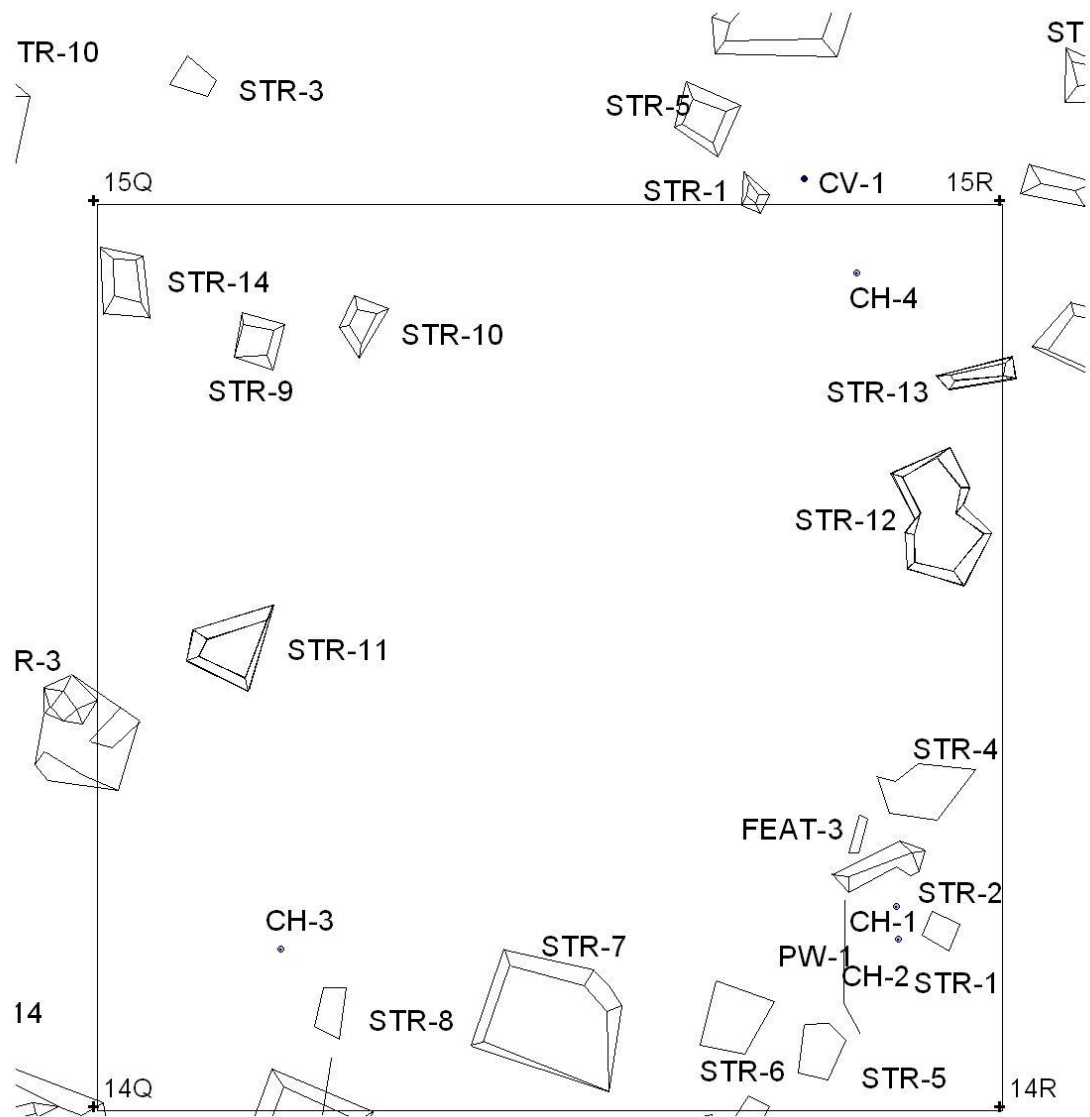 TR-10
ST
STR-3
STR-5
15Q
15R
STR-1
CV-1
STR-14
CH-4
STR-10
STR-9
STR-13
STR-12
STR-11
R-3
STR-4
FEAT-3
STR-2
CH-3
CH-1
STR-7
PW-1
CH-2
STR-1
14
STR-8
STR-6
STR-5
14Q
14R